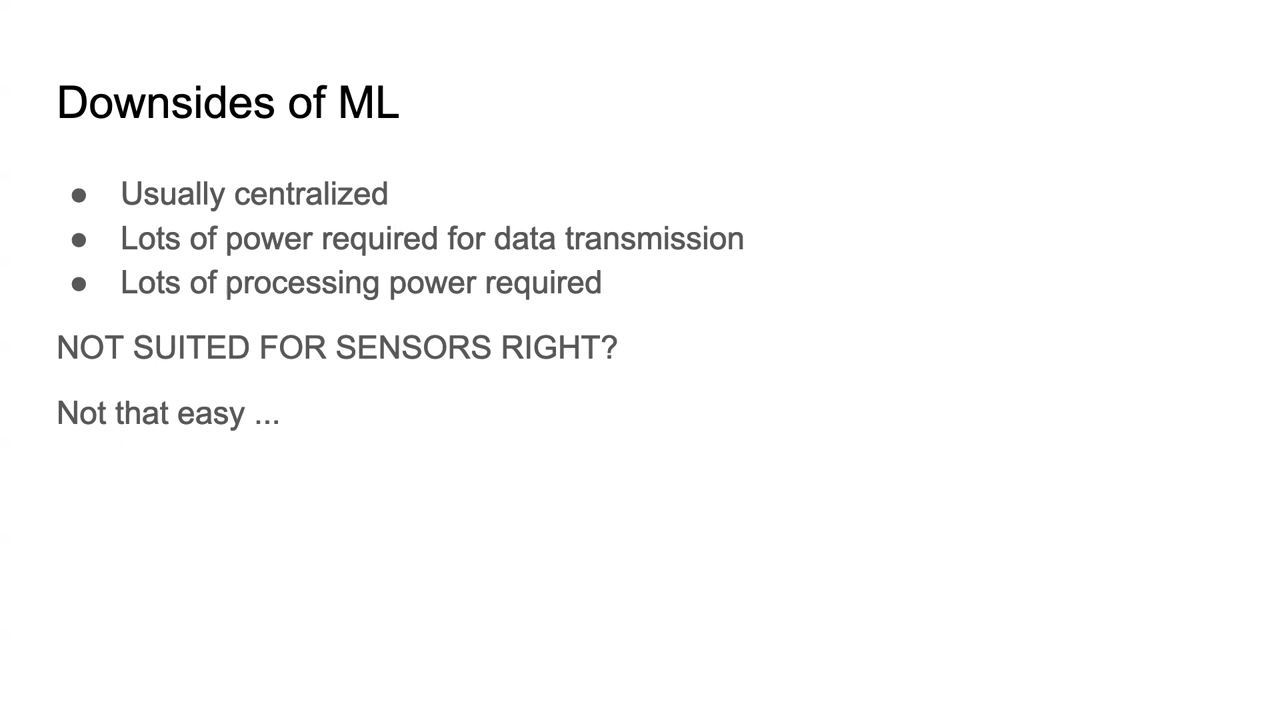 Downsides of ML
● Usually centralized
● Lots of power required for data transmission
● Lots of processing power required
NOT SUITED FOR SENSORS RIGHT?
Not that easy ...